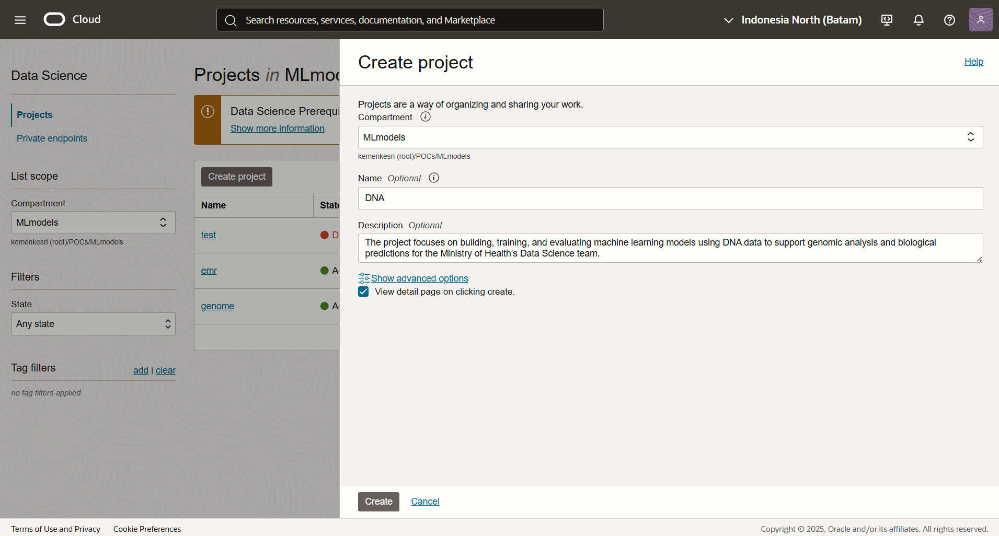 Cloud
Search resources, services, documentation, and Marketplace
Indonesia North (Batam)
Data Science
Projects
Private endpoints
List scope
Compartment
MLmodels
kemenkesri (root)/POCs/MLmodels
Filters
State
Any state
Tag filters
add | clear
no tag filters applied
Projects in MLmo
Data Science Prerequi
Show more information
Create project
Name State
test D
emr A
genome A
Create project
Help
Projects are a way of organizing and sharing your work.
Compartment
MLmodels
kemenkesri (root)/POCs/MLmodels
Name Optional
DNA
Description Optional
The project focuses on building, training, and evaluating machine learning models using DNA data to support genomic analysis and biological
predictions for the Ministry of Health’s Data Science team.
Show advanced options
View detail page on clicking create.
Create Cancel
Terms of Use and Privacy Cookie Preferences
Copyright © 2025, Oracle and/or its affiliates. All rights reserved.